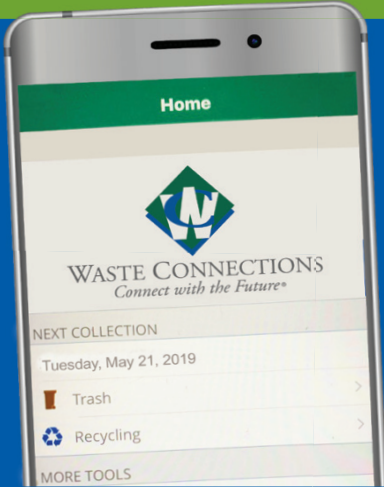 Home
WASTE CONNECTIONS
Connect with the Future®
NEXT COLLECTION
Tuesday, May 21, 2019
Trash
Recycling
MORE TOOLS